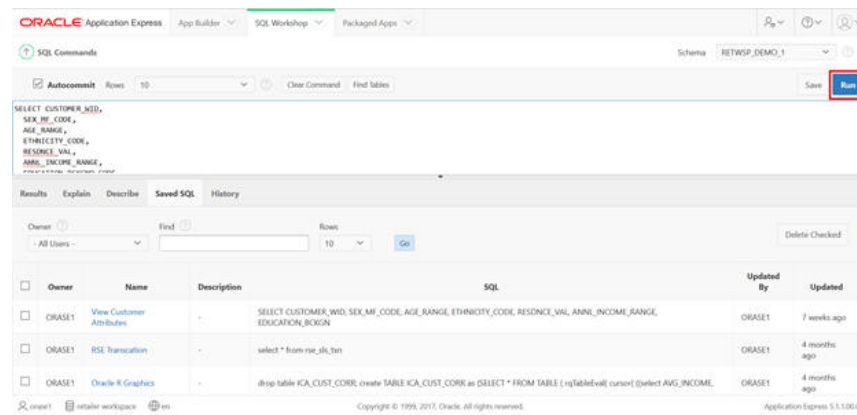 ORACLE Application Express App Builder SQL Workshop Packaged Apps
SQL Commands Schema RETWSP_DEMO_1
Autocommit Rows 10 Clear Command Find Tables Save Run
SELECT CUSTOMER_WID,
SEX_MF_CODE,
AGE_RANGE,
ETHNICITY_CODE,
RESDNCE_VAL,
ANNL_INCOME_RANGE,
Results Explain Describe Saved SQL History
Owner Find Rows
- All Users - 10 Go Delete Checked
Owner Name Description SQL Updated By Updated
ORASE1 View Customer Attributes - SELECT CUSTOMER_WID, SEX_MF_CODE, AGE_RANGE, ETHNICITY_CODE, RESDNCE_VAL, ANNL_INCOME_RANGE, ORASE1 7 weeks ago
EDUCATION_BCKGN
ORASE1 RSE Transcation - select * from rse_sls_txn ORASE1 4 months ago
ORASE1 Oracle R Graphics - drop table ICA_CUST_CORR; create TABLE ICA_CUST_CORR as (SELECT * FROM TABLE ( rqTableEval( cursor( ((select AVG_INCOME, ORASE1 4 months ago
orase1 retailer workspace en Copyright © 1999, 2017, Oracle. All rights reserved. Application Express 5.1.1.00